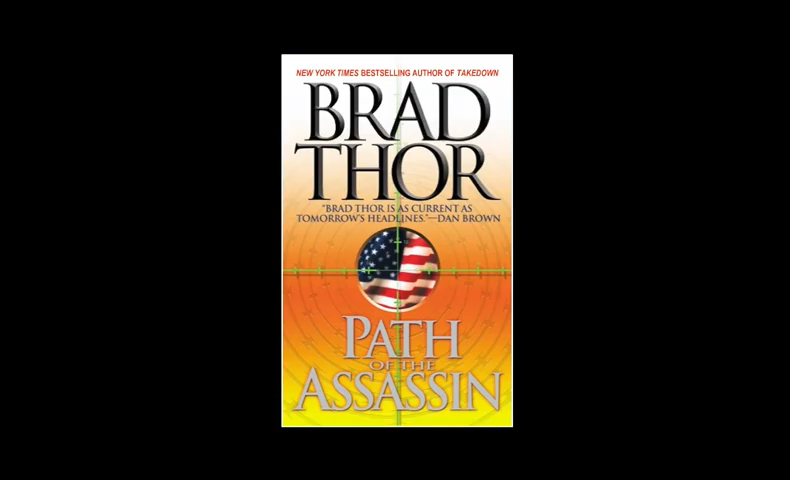 NEW YORK TIMES BESTSELLING AUTHOR OF TAKEDOWN
BRAD
THOR
"BRAD THOR IS AS CURRENT AS
TOMORROW'S HEADLINES."—DAN BROWN
PATH
OF THE
ASSASSIN